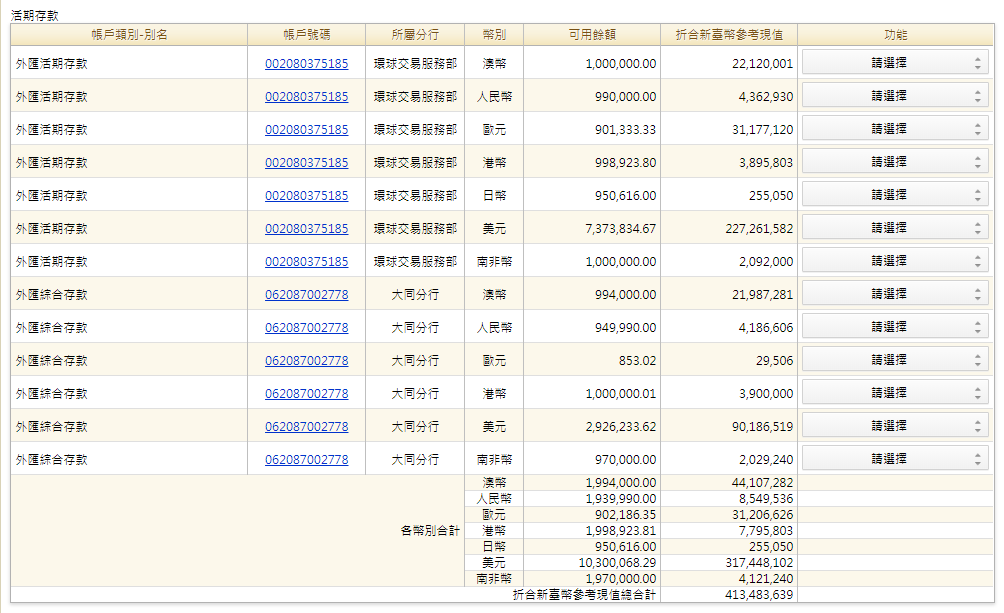 活期存款
帳戶類別-別名 帳戶號碼 所屬分行 幣別 可用餘額 折合新臺幣參考現值 功能
外匯活期存款 002080375185 環球交易服務部 澳幣 1,000,000.00 22,120,001 請選擇
外匯活期存款 002080375185 環球交易服務部 人民幣 990,000.00 4,362,930 請選擇
外匯活期存款 002080375185 環球交易服務部 歐元 901,333.33 31,177,120 請選擇
外匯活期存款 002080375185 環球交易服務部 港幣 998,923.80 3,895,803 請選擇
外匯活期存款 002080375185 環球交易服務部 日幣 950,616.00 255,050 請選擇
外匯活期存款 002080375185 環球交易服務部 美元 7,373,834.67 227,261,582 請選擇
外匯活期存款 002080375185 環球交易服務部 南非幣 1,000,000.00 2,092,000 請選擇
外匯綜合存款 062087002778 大同分行 澳幣 994,000.00 21,987,281 請選擇
外匯綜合存款 062087002778 大同分行 人民幣 949,990.00 4,186,606 請選擇
外匯綜合存款 062087002778 大同分行 歐元 853.02 29,506 請選擇
外匯綜合存款 062087002778 大同分行 港幣 1,000,000.01 3,900,000 請選擇
外匯綜合存款 062087002778 大同分行 美元 2,926,233.62 90,186,519 請選擇
外匯綜合存款 062087002778 大同分行 南非幣 970,000.00 2,029,240 請選擇
各幣別合計
澳幣 1,994,000.00 44,107,282
人民幣 1,939,990.00 8,549,536
歐元 902,186.35 31,206,626
港幣 1,998,923.81 7,795,803
日幣 950,616.00 255,050
美元 10,300,068.29 317,448,102
南非幣 1,970,000.00 4,121,240
折合新臺幣參考現值總合計 413,483,639